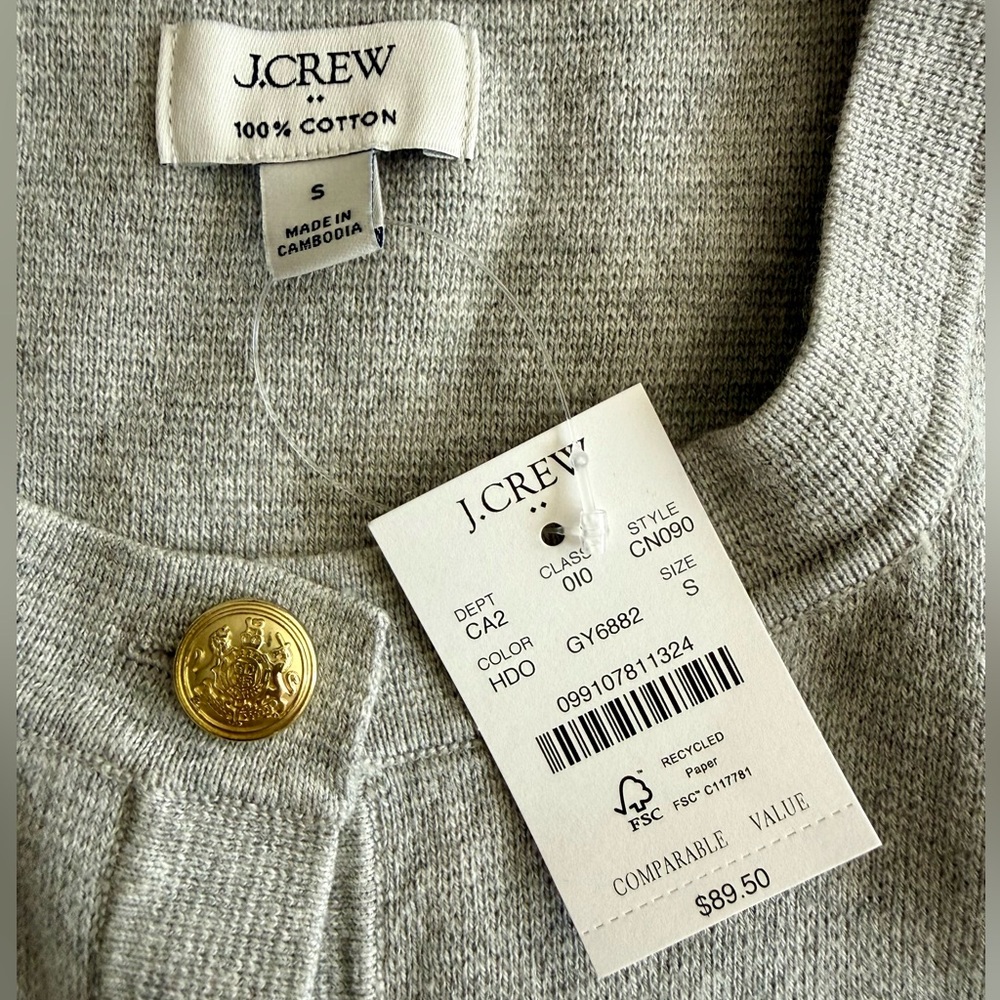 J.CREW
100% COTTON
S
MADE IN
CAMBODIA
J.CREW
CLASS STYLE
010 CN090
DEPT SIZE
CA2 S
COLOR GY6882
HDO
099107811324
RECYCLED
Paper
FSC™ C117781
FSC
COMPARABLE VALUE
$89.50